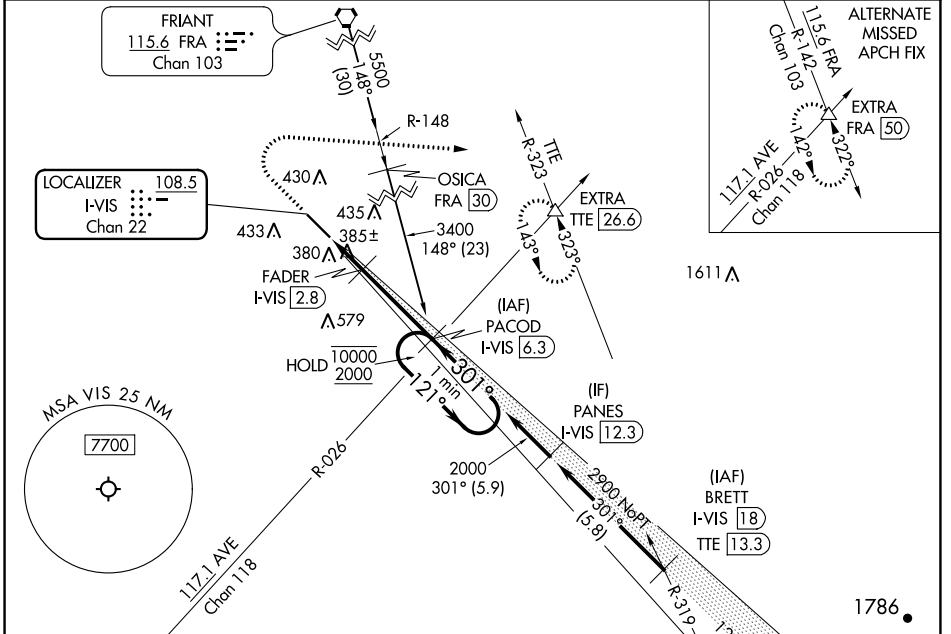 FRIANT
115.6 FRA
Chan 103
5500
148°
(30)
R-148
OSICA
FRA 30
3400
148° (23)
LOCALIZER 108.5
I-VIS
Chan 22
430
435
433
385±
380
579
FADER
I-VIS 2.8
TTE
R-323
EXTRA
TTE 26.6
143°
323°
ALTERNATE
MISSED
APCH FIX
115.6 FRA
R-142
Chan 103
EXTRA
FRA 50
142°
322°
117.1 AVE
R-026
Chan 118
1611
(IAF)
PACOD
I-VIS 6.3
HOLD 10000
2000
1 min
301°
121°
(IF)
PANES
I-VIS 12.3
2000
301° (5.9)
2900 NoPT
301°
(5.8)
(IAF)
BRETT
I-VIS 18
TTE 13.3
R-319
MSA VIS 25 NM
7700
R-026
117.1 AVE
Chan 118
1786